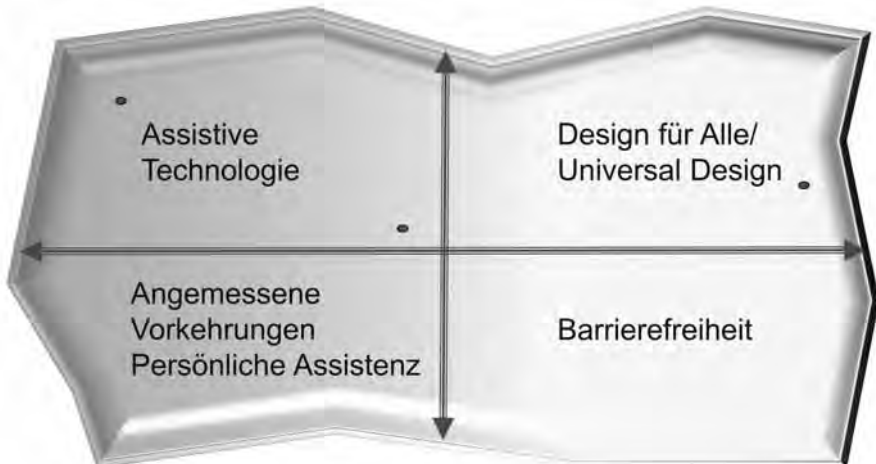 Assistive
Technologie
Design für Alle/
Universal Design
Angemessene
Vorkehrungen
Persönliche Assistenz
Barrierefreiheit